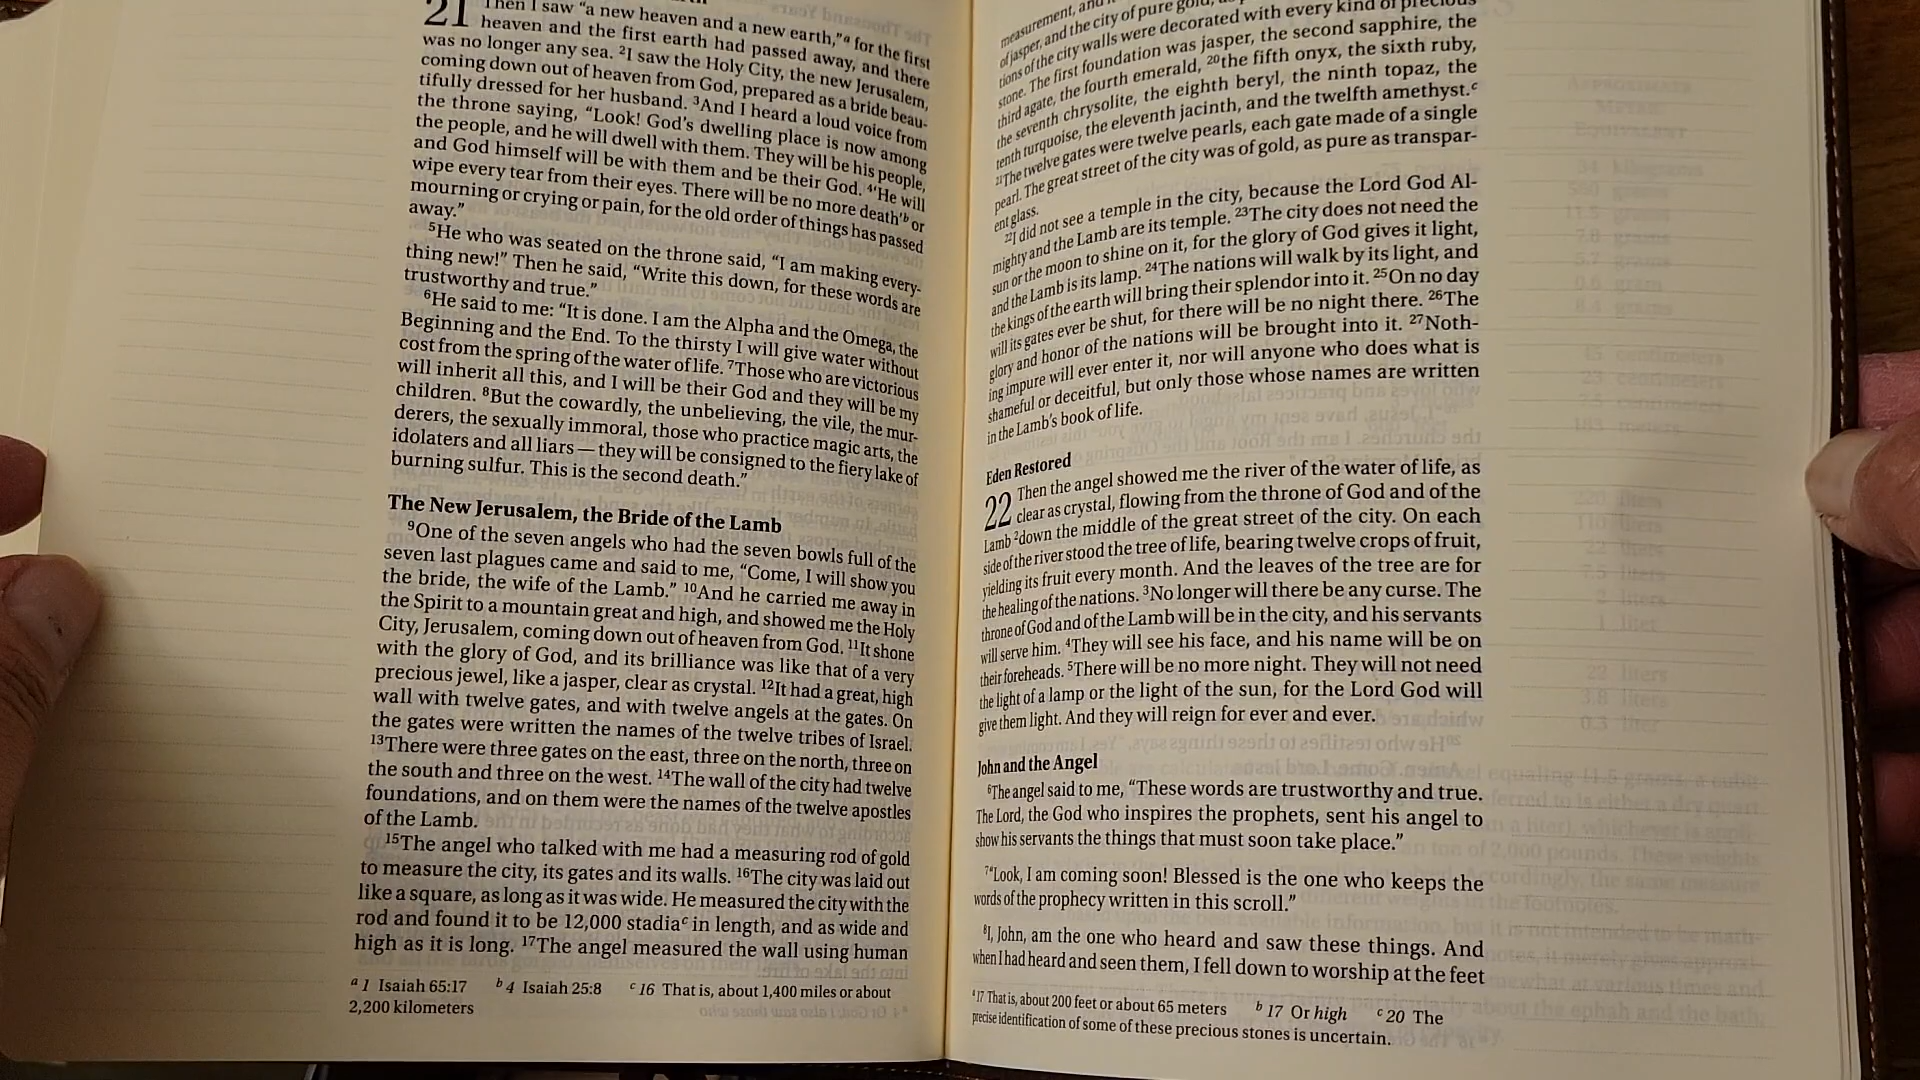 21 Then I saw “a new heaven and a new earth,”a for the first
heaven and the first earth had passed away, and there
was no longer any sea. 2I saw the Holy City, the new Jerusalem,
coming down out of heaven from God, prepared as a bride beau-
tifully dressed for her husband. 3And I heard a loud voice from
the throne saying, “Look! God’s dwelling place is now among
the people, and he will dwell with them. They will be his people,
and God himself will be with them and be their God. 4‘He will
wipe every tear from their eyes. There will be no more death’b or
mourning or crying or pain, for the old order of things has passed
away.”
5He who was seated on the throne said, “I am making every-
thing new!” Then he said, “Write this down, for these words are
trustworthy and true.”
6He said to me: “It is done. I am the Alpha and the Omega, the
Beginning and the End. To the thirsty I will give water without
cost from the spring of the water of life. 7Those who are victorious
will inherit all this, and I will be their God and they will be my
children. 8But the cowardly, the unbelieving, the vile, the mur-
derers, the sexually immoral, those who practice magic arts, the
idolaters and all liars — they will be consigned to the fiery lake of
burning sulfur. This is the second death.”
The New Jerusalem, the Bride of the Lamb
9One of the seven angels who had the seven bowls full of the
seven last plagues came and said to me, “Come, I will show you
the bride, the wife of the Lamb.” 10And he carried me away in
the Spirit to a mountain great and high, and showed me the Holy
City, Jerusalem, coming down out of heaven from God. 11It shone
with the glory of God, and its brilliance was like that of a very
precious jewel, like a jasper, clear as crystal. 12It had a great, high
wall with twelve gates, and with twelve angels at the gates. On
the gates were written the names of the twelve tribes of Israel.
13There were three gates on the east, three on the north, three on
the south and three on the west. 14The wall of the city had twelve
foundations, and on them were the names of the twelve apostles
of the Lamb.
15The angel who talked with me had a measuring rod of gold
to measure the city, its gates and its walls. 16The city was laid out
like a square, as long as it was wide. He measured the city with the
rod and found it to be 12,000 stadiac in length, and as wide and
high as it is long. 17The angel measured the wall using human
a 1 Isaiah 65:17 b 4 Isaiah 25:8 c 16 That is, about 1,400 miles or about
2,200 kilometers
measurement, and
of jasper, and the city of pure gold, as
tions of the city walls were decorated with every kind of precious
stone. The first foundation was jasper, the second sapphire, the
third agate, the fourth emerald, 20the fifth onyx, the sixth ruby,
the seventh chrysolite, the eighth beryl, the ninth topaz, the
tenth turquoise, the eleventh jacinth, and the twelfth amethyst.c
21The twelve gates were twelve pearls, each gate made of a single
pearl. The great street of the city was of gold, as pure as transpar-
ent glass.
22I did not see a temple in the city, because the Lord God Al-
mighty and the Lamb are its temple. 23The city does not need the
sun or the moon to shine on it, for the glory of God gives it light,
and the Lamb is its lamp. 24The nations will walk by its light, and
the kings of the earth will bring their splendor into it. 25On no day
will its gates ever be shut, for there will be no night there. 26The
glory and honor of the nations will be brought into it. 27Noth-
ing impure will ever enter it, nor will anyone who does what is
shameful or deceitful, but only those whose names are written
in the Lamb’s book of life.
Eden Restored
22 Then the angel showed me the river of the water of life, as
clear as crystal, flowing from the throne of God and of the
Lamb 2down the middle of the great street of the city. On each
side of the river stood the tree of life, bearing twelve crops of fruit,
yielding its fruit every month. And the leaves of the tree are for
the healing of the nations. 3No longer will there be any curse. The
throne of God and of the Lamb will be in the city, and his servants
will serve him. 4They will see his face, and his name will be on
their foreheads. 5There will be no more night. They will not need
the light of a lamp or the light of the sun, for the Lord God will
give them light. And they will reign for ever and ever.
John and the Angel
6The angel said to me, “These words are trustworthy and true.
The Lord, the God who inspires the prophets, sent his angel to
show his servants the things that must soon take place.”
7“Look, I am coming soon! Blessed is the one who keeps the
words of the prophecy written in this scroll.”
8I, John, am the one who heard and saw these things. And
when I had heard and seen them, I fell down to worship at the feet
a 17 That is, about 200 feet or about 65 meters b 17 Or high c 20 The
precise identification of some of these precious stones is uncertain.